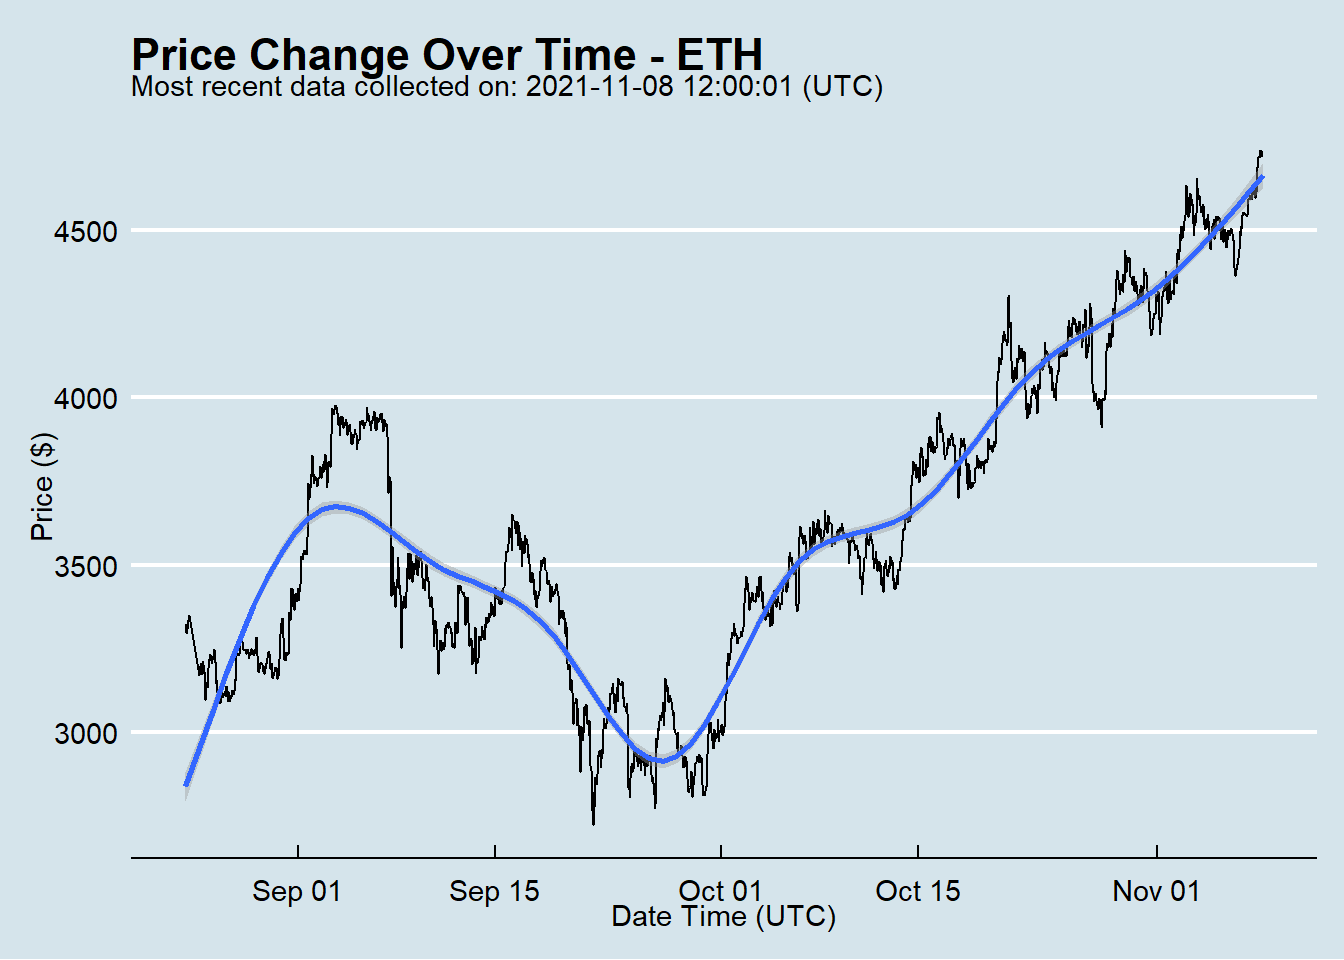 Price Change Over Time - ETH
Most recent data collected on: 2021-11-08 12:00:01 (UTC)
4500
4000
3500
3000
Price ($)
Sep 01 Sep 15 Oct 01 Oct 15 Nov 01
Date Time (UTC)